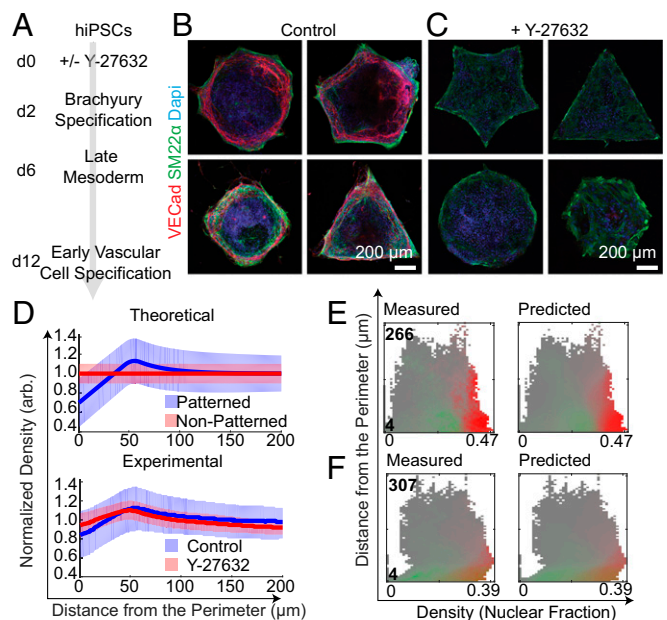 A
hiPSCs
d0
+/- Y-27632
d2
Brachyury
Specification
d6
Late
Mesoderm
d12
Early Vascular
Cell Specification
B
Control
VECad SM22α Dapi
200 µm
C
+ Y-27632
200 µm
D
Theoretical
Normalized Density (arb.)
1.4
1.2
1.0
0.8
0.6
0.4
Patterned
Non-Patterned
0
50
100
150
200
Experimental
1.4
1.2
1.0
0.8
0.6
0.4
Control
Y-27632
0
50
100
150
200
Distance from the Perimeter (µm)
E
Measured
Predicted
Distance from the Perimeter (µm)
266
4
0
0.47
0
0.47
F
Measured
Predicted
307
4
0
0.39
0
0.39
Density (Nuclear Fraction)